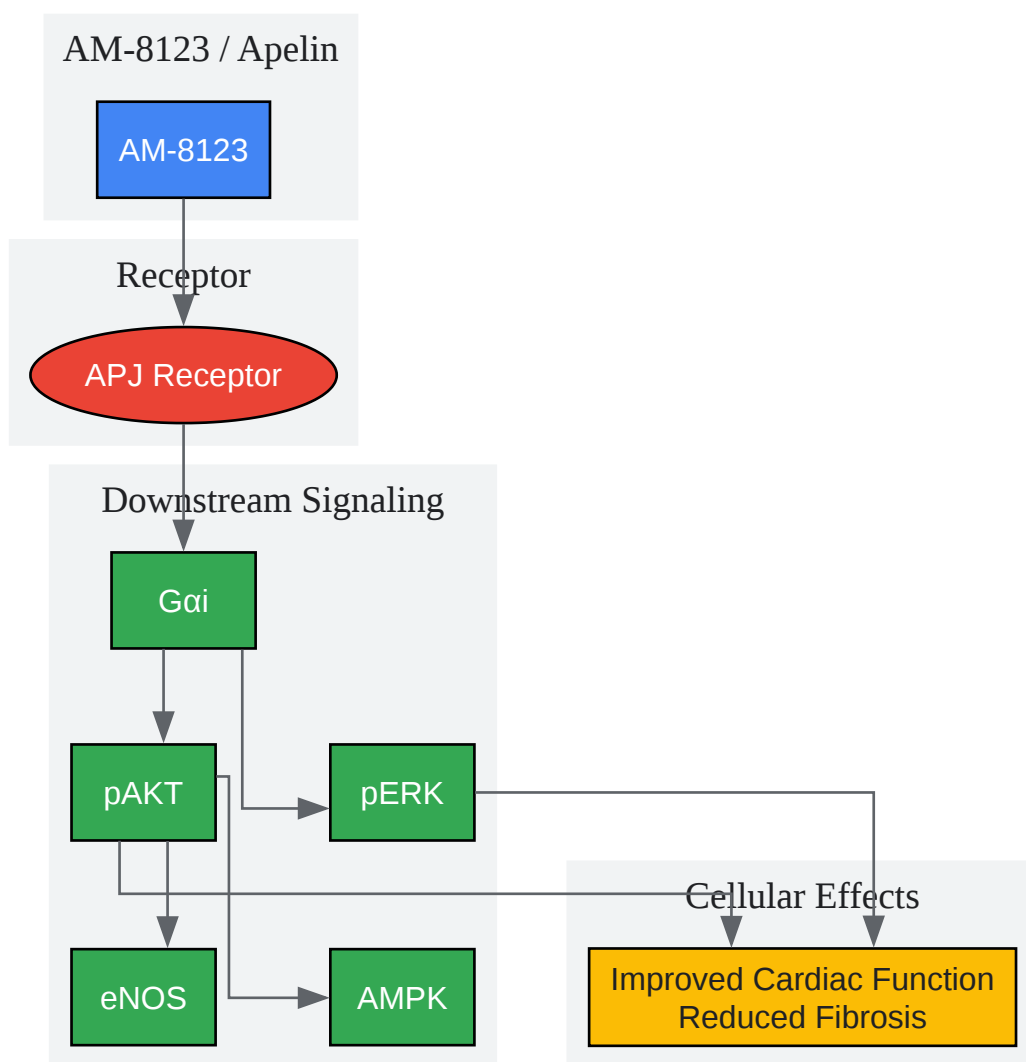 AM-8123 / Apelin
AM-8123
Receptor
APJ Receptor
Downstream Signaling
Gαi
pAKT
pERK
Cellular Effects
eNOS
AMPK
Improved Cardiac Function
Reduced Fibrosis